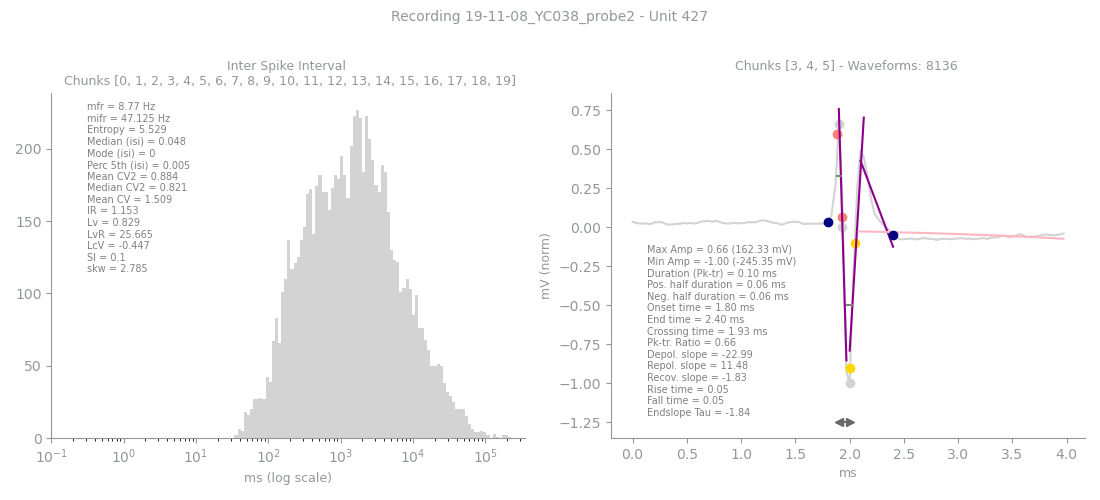 Recording 19-11-08_YC038_probe2 - Unit 427
Inter Spike Interval
Chunks [0, 1, 2, 3, 4, 5, 6, 7, 8, 9, 10, 11, 12, 13, 14, 15, 16, 17, 18, 19]
mfr = 8.77 Hz
mifr = 47.125 Hz
Entropy = 5.529
Median (isi) = 0.048
Mode (isi) = 0
Perc 5th (isi) = 0.005
Mean CV2 = 0.884
Median CV2 = 0.821
Mean CV = 1.509
IR = 1.153
Lv = 0.829
LvR = 25.665
LcV = -0.447
SI = 0.1
skw = 2.785
200
150
100
50
0
10⁻¹ 10⁰ 10¹ 10² 10³ 10⁴ 10⁵
ms (log scale)
Chunks [3, 4, 5] - Waveforms: 8136
mV (norm)
0.75
0.50
0.25
0.00
−0.25
−0.50
−0.75
−1.00
−1.25
Max Amp = 0.66 (162.33 mV)
Min Amp = -1.00 (-245.35 mV)
Duration (Pk-tr) = 0.10 ms
Pos. half duration = 0.06 ms
Neg. half duration = 0.06 ms
Onset time = 1.80 ms
End time = 2.40 ms
Crossing time = 1.93 ms
Pk-tr. Ratio = 0.66
Depol. slope = -22.99
Repol. slope = 11.48
Recov. slope = -1.83
Rise time = 0.05
Fall time = 0.05
Endslope Tau = -1.84
0.0 0.5 1.0 1.5 2.0 2.5 3.0 3.5 4.0
ms